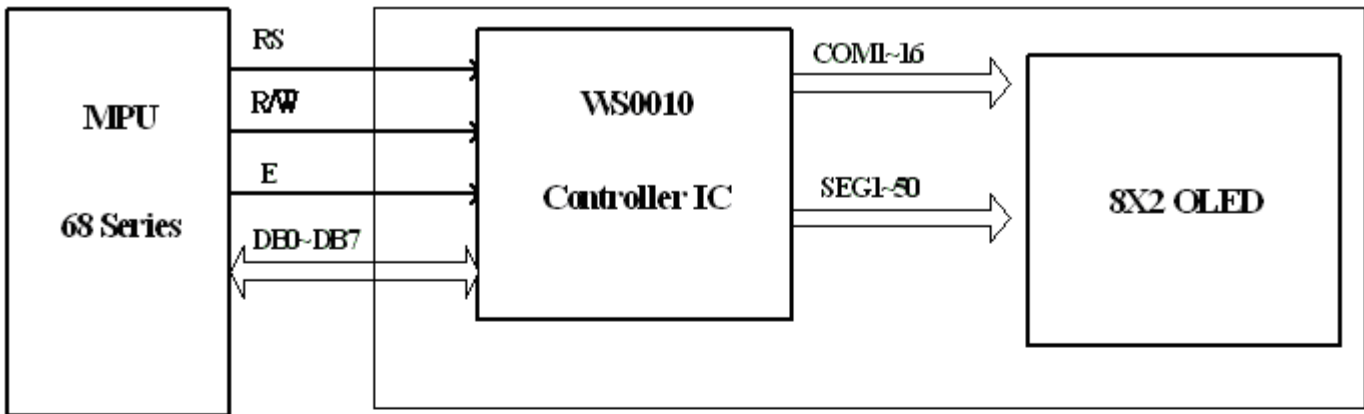 MPU
68 Series
RS
R/W
E
DB0~DB7
WS0010
Controller IC
COM1~16
SEG1~50
8X2 OLED